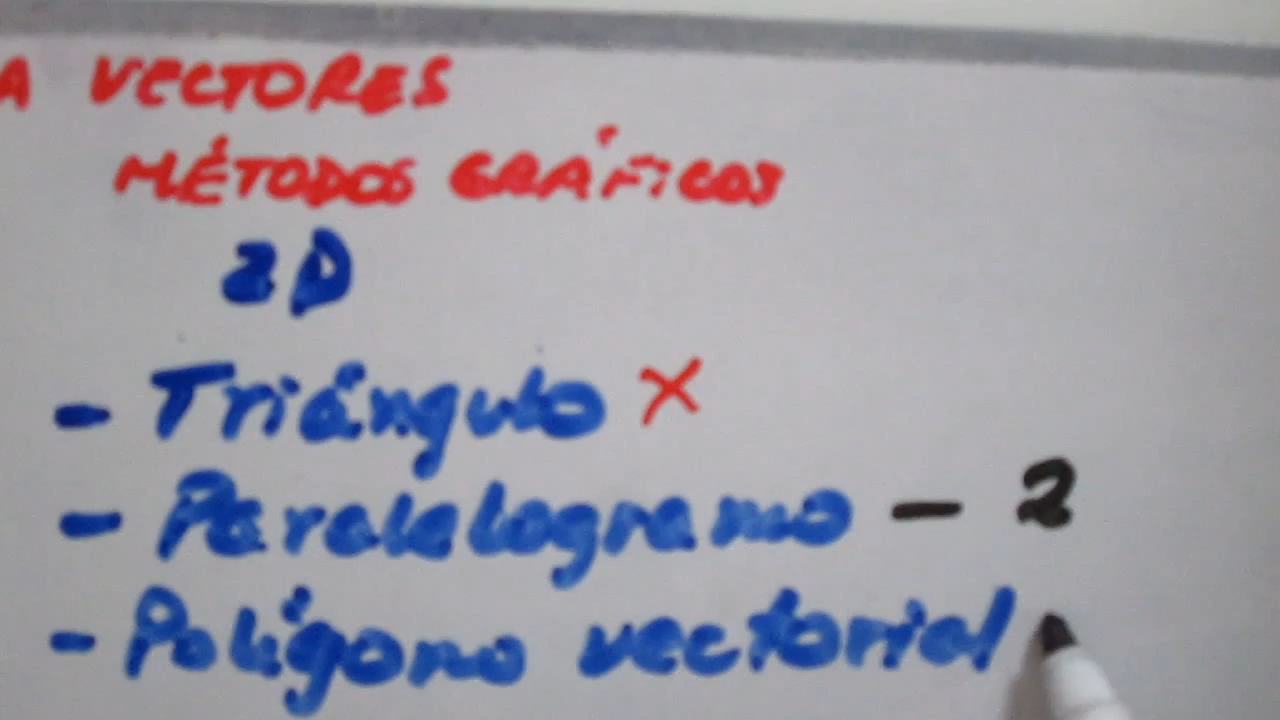 A VECTORES
MÉTODOS GRÁFICOS
2D
- Triángulo X
- Paralelogramo - 2
- Polígono vectorial